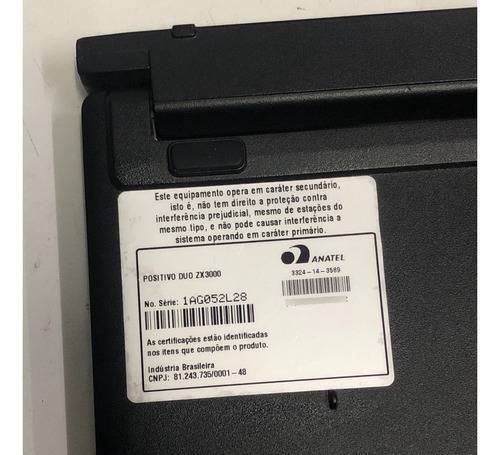 Este equipamento opera em caráter secundário,
isto é, não tem direito a proteção contra
interferência prejudicial, mesmo de estações do
mesmo tipo, e não pode causar interferência a
sistema operando em caráter primário.
POSITIVO DUO ZX3000
ANATEL
3324-14-3589
No. Série: 1AG052L28
As certificações estão identificadas
nos itens que compõem o produto.
Indústria Brasileira
CNPJ: 81.243.735/0001-48